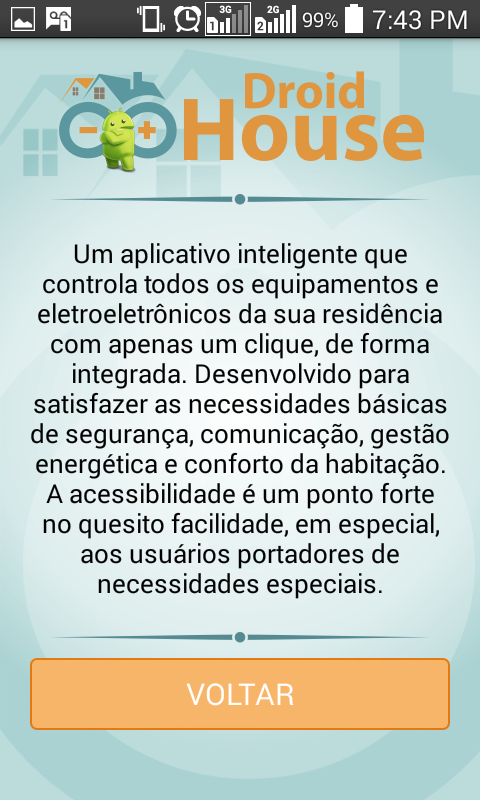 1
3G
1
2G
2
99%
7:43 PM
Droid
House
Um aplicativo inteligente que
controla todos os equipamentos e
eletroeletrônicos da sua residência
com apenas um clique, de forma
integrada. Desenvolvido para
satisfazer as necessidades básicas
de segurança, comunicação, gestão
energética e conforto da habitação.
A acessibilidade é um ponto forte
no quesito facilidade, em especial,
aos usuários portadores de
necessidades especiais.
VOLTAR